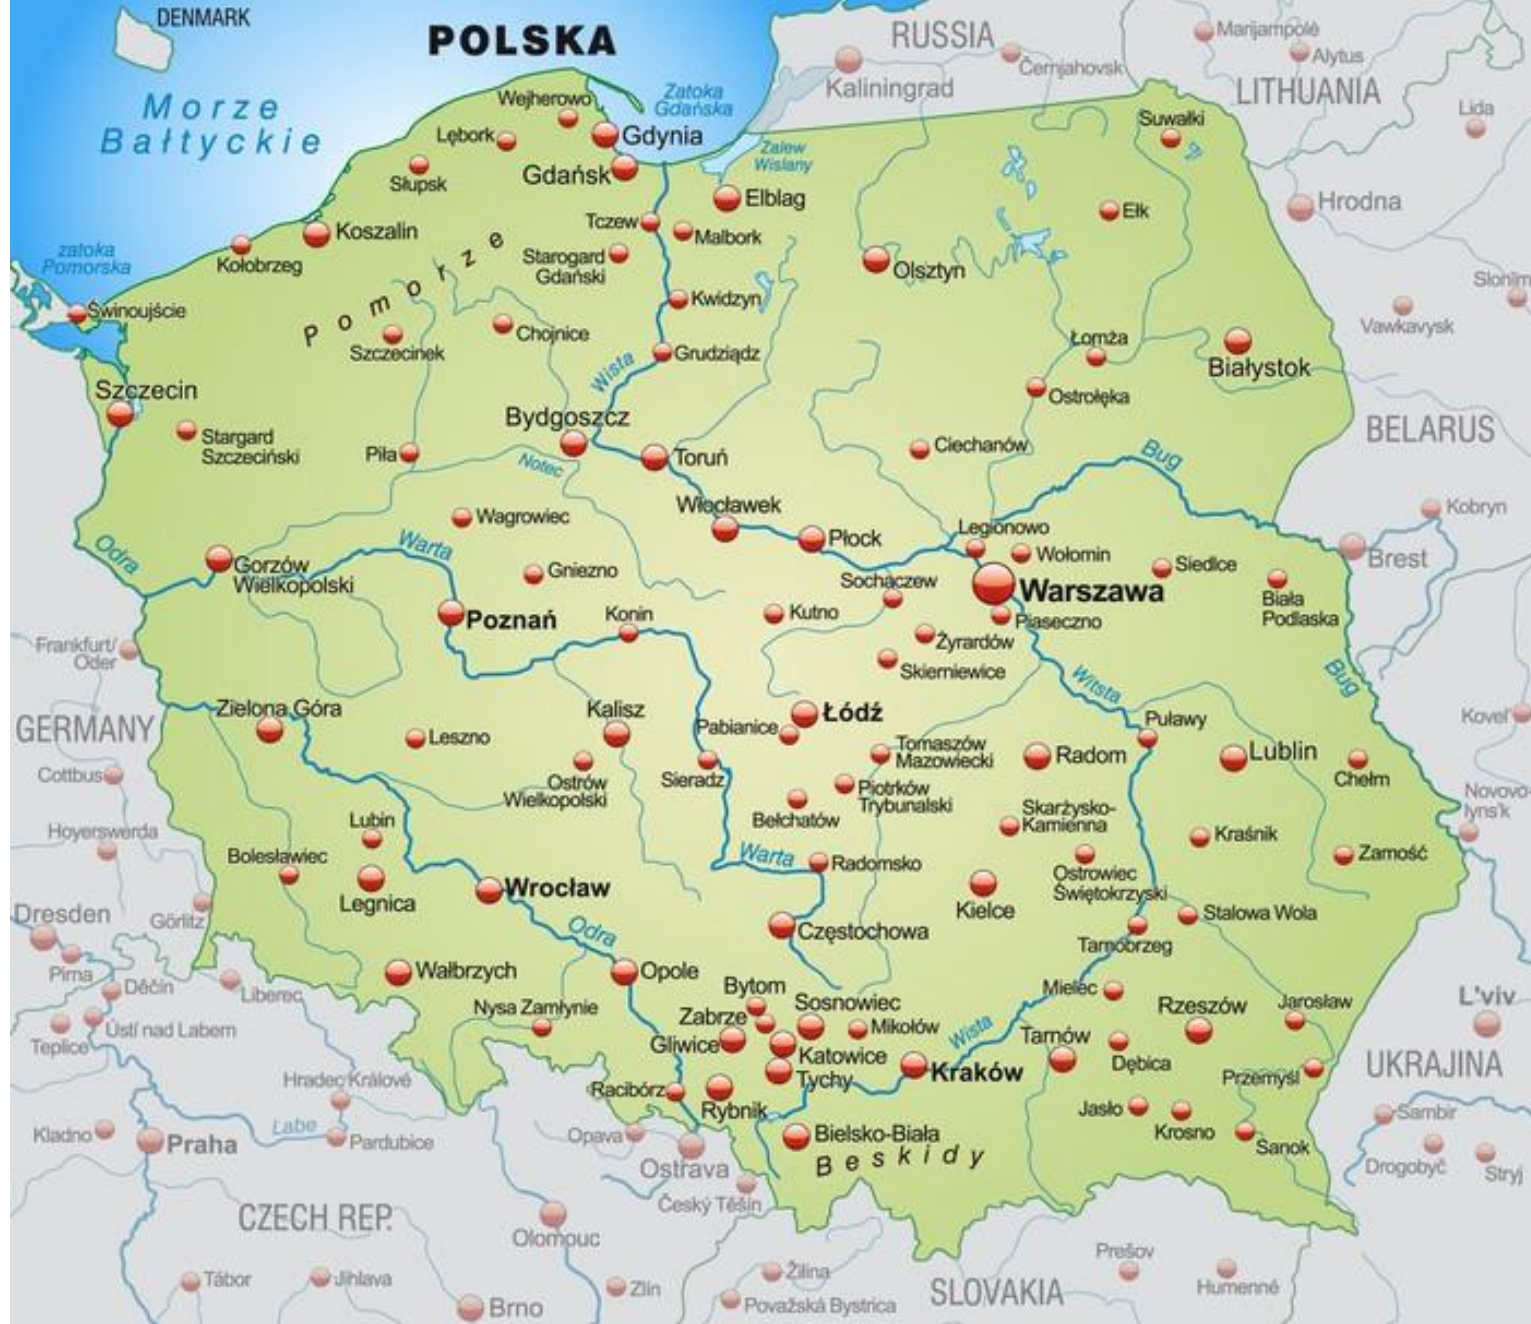 DENMARK
POLSKA
RUSSIA
Marijampolė
Alytus
Černjahovsk
Kaliningrad
LITHUANIA
Lida
Morze
Bałtyckie
Zatoka
Gdańska
Wejherowo
Lębork
Gdynia
Suwałki
Zalew
Wislany
Słupsk
Gdańsk
Elblag
Hrodna
Koszalin
Tczew
Malbork
Ełk
Kołobrzeg
Starogard
Gdański
Olsztyn
zatoka
Pomorska
Pomorze
Slonim
Świnoujście
Kwidzyn
Vawkavysk
Szczecinek
Chojnice
Grudziądz
Łomża
Białystok
Wista
Szczecin
Ostrołęka
Bydgoszcz
BELARUS
Stargard
Szczeciński
Piła
Notec
Toruń
Ciechanów
Bug
Włocławek
Wagrowiec
Kobryn
Legionowo
Płock
Wołomin
Odra
Warta
Brest
Gorzów
Wielkopolski
Gniezno
Sochaczew
Siedlce
Warszawa
Biała
Podlaska
Poznań
Konin
Kutno
Piaseczno
Żyrardów
Frankfurt/
Oder
Skierniewice
Witsta
Bug
GERMANY
Zielona Góra
Kalisz
Łódź
Puławy
Kovel'
Leszno
Pabianice
Tomaszów
Mazowiecki
Radom
Lublin
Cottbus
Ostrów
Wielkopolski
Sieradz
Chełm
Piotrków
Trybunalski
Novovo-
lyns'k
Lubin
Bełchatów
Skarżysko-
Kamienna
Kraśnik
Hoyerswerda
Bolesławiec
Warta
Radomsko
Zamość
Ostrowiec
Świętokrzyski
Legnica
Wrocław
Kielce
Stalowa Wola
Dresden
Görlitz
Odra
Częstochowa
Tarnobrzeg
Pirna
Děčín
Liberec
Wałbrzych
Opole
Bytom
Mielec
L'viv
Nysa Zamłynie
Sosnowiec
Rzeszów
Jarosław
Ústí nad Labem
Teplice
Zabrze
Mikołów
Wista
Tarnów
Gliwice
Katowice
Dębica
UKRAJINA
Hradec Králové
Racibórz
Tychy
Kraków
Przemyśl
Rybnik
Jasło
Krosno
Sambir
Kladno
Praha
Labe
Pardubice
Opava
Bielsko-Biała
Beskidy
Sanok
Ostrava
Drogobyč
Stryj
Český Těšín
CZECH REP.
Olomouc
Prešov
Tábor
Jihlava
Zlín
Žilina
SLOVAKIA
Humenné
Brno
Považská Bystrica